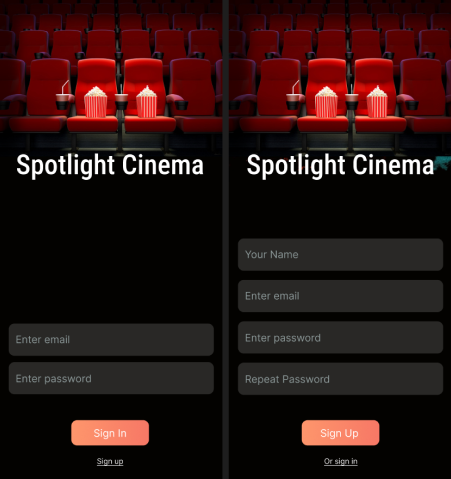 Spotlight Cinema
Enter email
Enter password
Sign In
Sign up
Spotlight Cinema
Your Name
Enter email
Enter password
Repeat Password
Sign Up
Or sign in